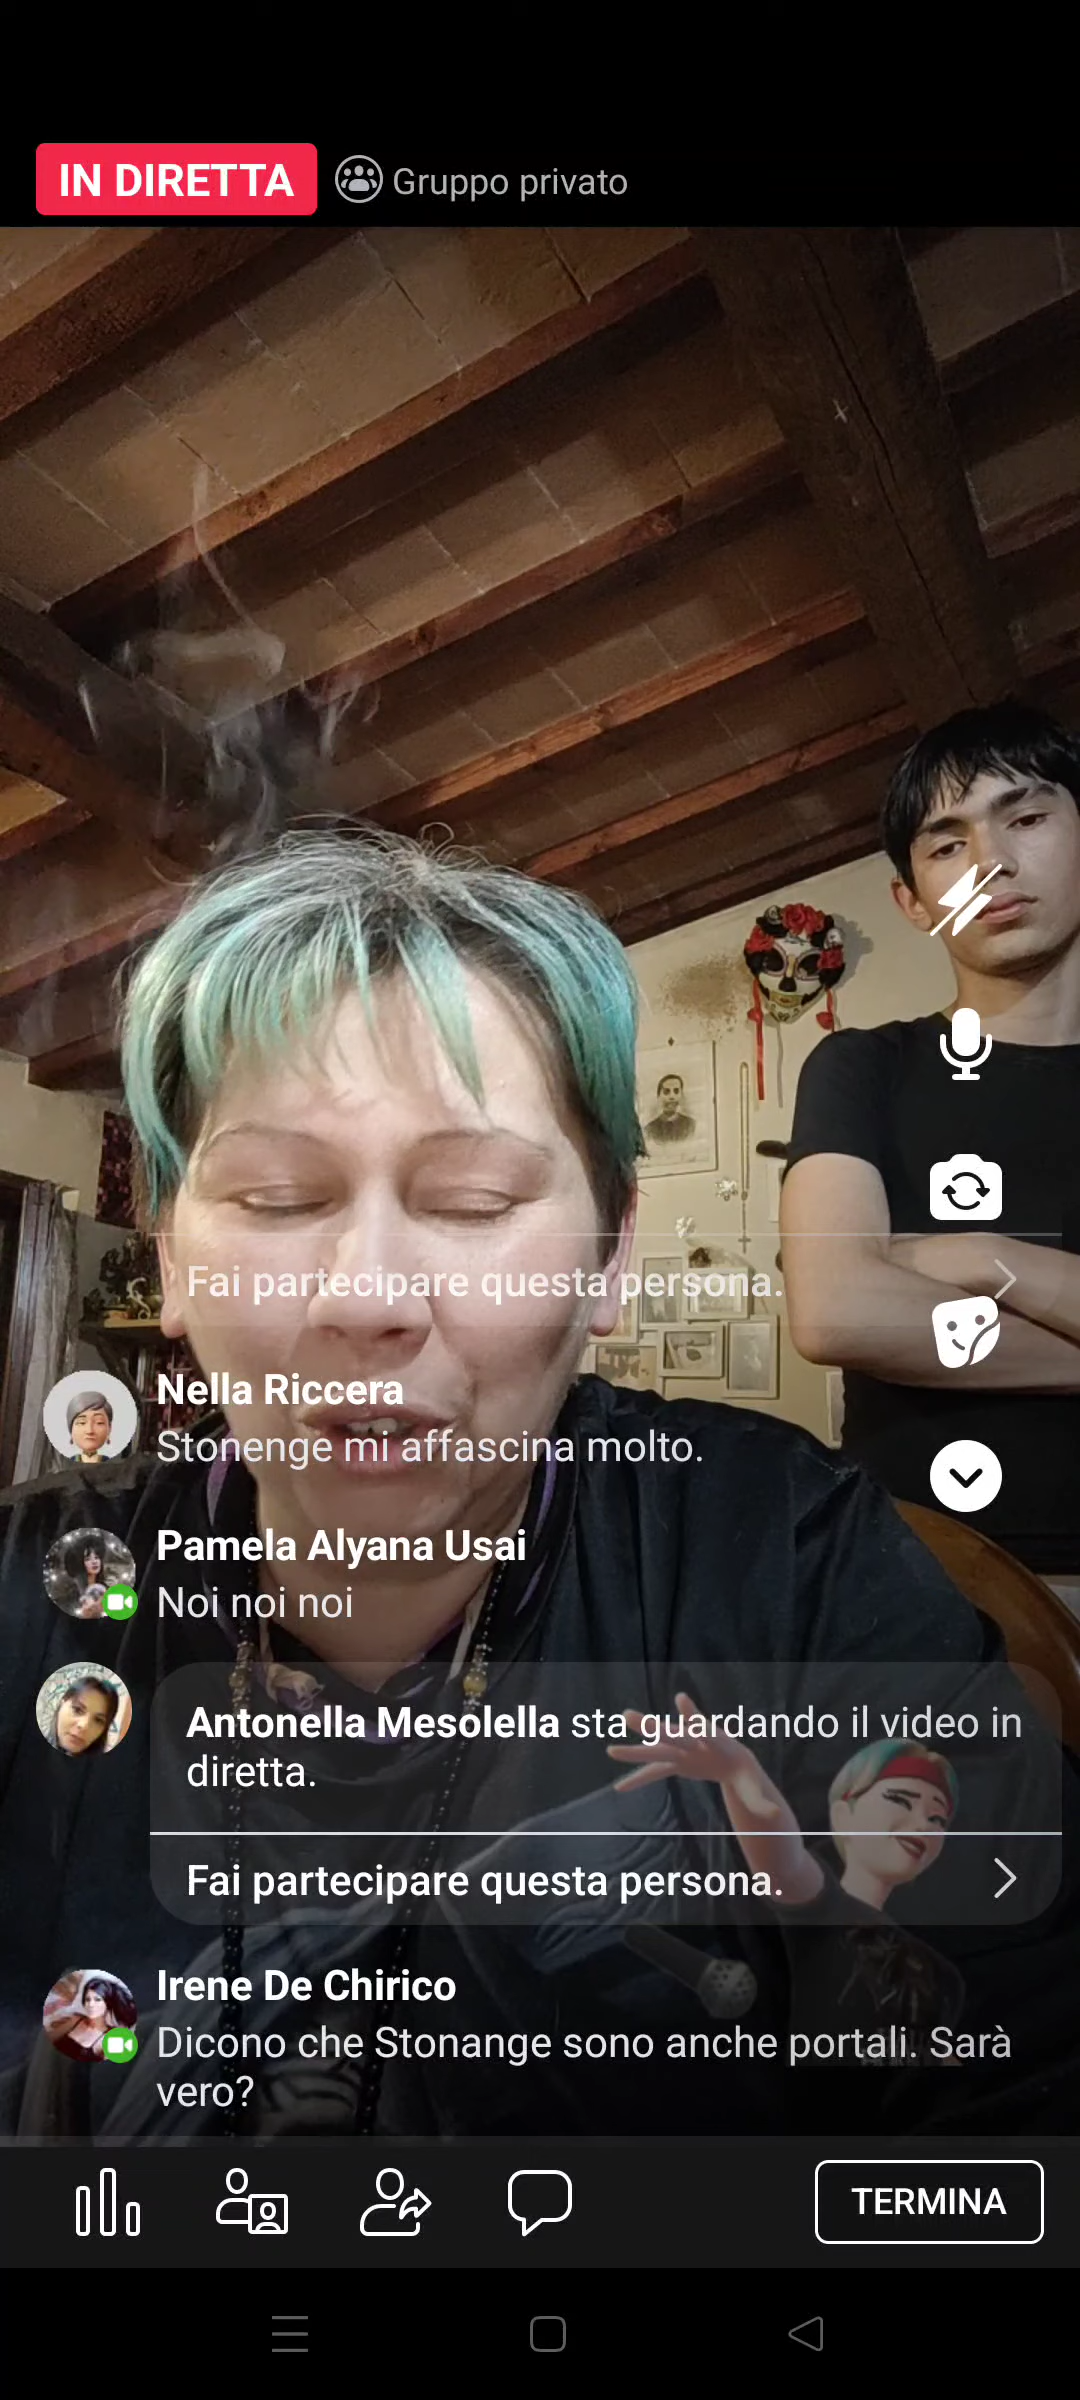 IN DIRETTA Gruppo privato
Fai partecipare questa persona.
Nella Riccera
Stonenge mi affascina molto.
Pamela Alyana Usai
Noi noi noi
Antonella Mesolella sta guardando il video in
diretta.
Fai partecipare questa persona.
Irene De Chirico
Dicono che Stonange sono anche portali. Sarà
vero?
TERMINA